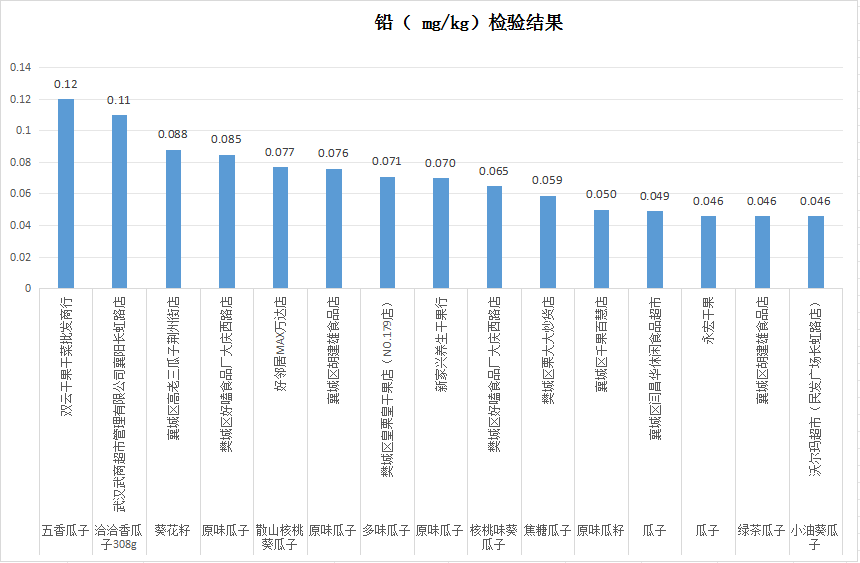 铅（ mg/kg）检验结果
0.14
0.12
0.1
0.08
0.06
0.04
0.02
0
0.12
0.11
0.088
0.085
0.077
0.076
0.071
0.070
0.065
0.059
0.050
0.049
0.046
0.046
0.046
双云干果干菜批发商行
武汉武商超市管理有限公司襄阳长虹路店
襄城区高老三瓜子荆州街店
樊城区好嗑食品厂大庆西路店
好邻居MAX万达店
襄城区胡建雄食品店
樊城区皇栗皇干果店（NO.179店）
新家兴养生干果行
樊城区好嗑食品厂大庆西路店
樊城区栗大大炒货店
襄城区千果百慧店
襄城区闫昌华休闲食品超市
永宏干果
襄城区胡建雄食品店
沃尔玛超市（民发广场长虹路店）
五香瓜子
洽洽香瓜
子308g
葵花籽
原味瓜子
散山核桃
葵瓜子
原味瓜子
多味瓜子
原味瓜子
核桃味葵
瓜子
焦糖瓜子
原味瓜籽
瓜子
瓜子
绿茶瓜子
小油葵瓜
子